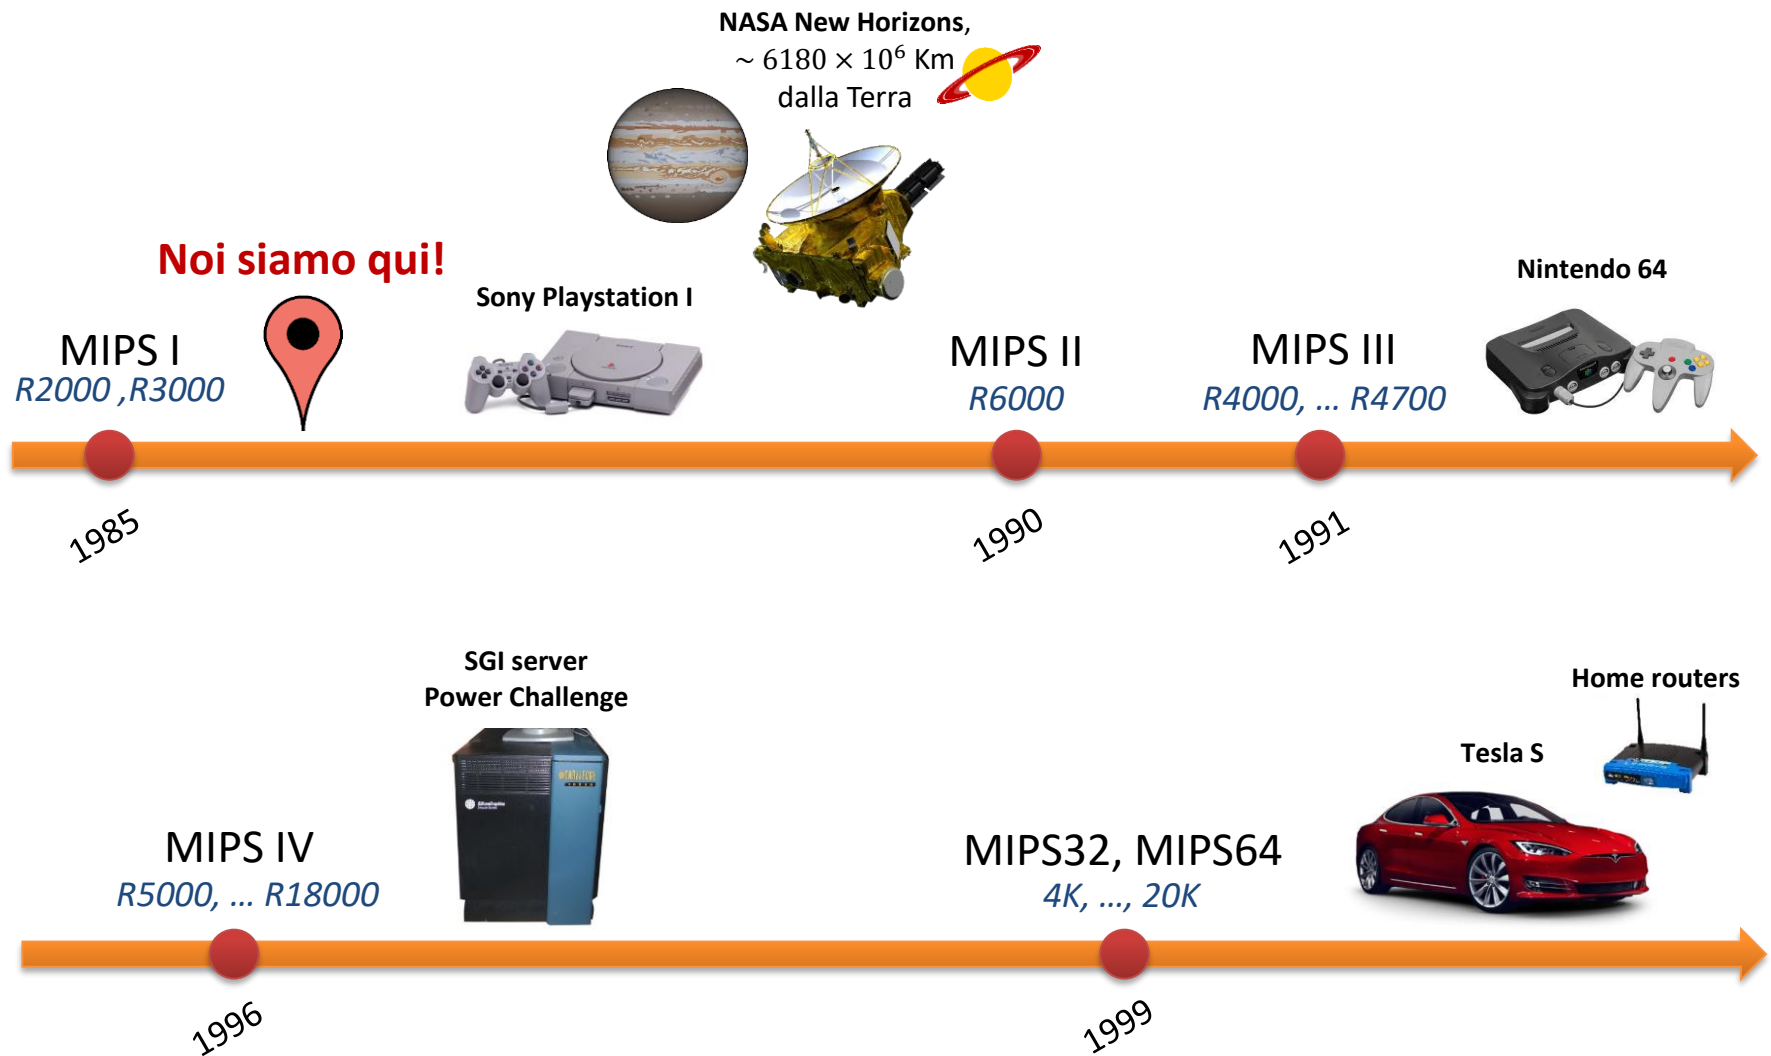 NASA New Horizons,
~ 6180 × 10⁶ Km
dalla Terra
Noi siamo qui!
Sony Playstation I
Nintendo 64
MIPS I
R2000 ,R3000
MIPS II
R6000
MIPS III
R4000, … R4700
1985
1990
1991
SGI server
Power Challenge
Home routers
Tesla S
MIPS IV
R5000, … R18000
MIPS32, MIPS64
4K, …, 20K
1996
1999